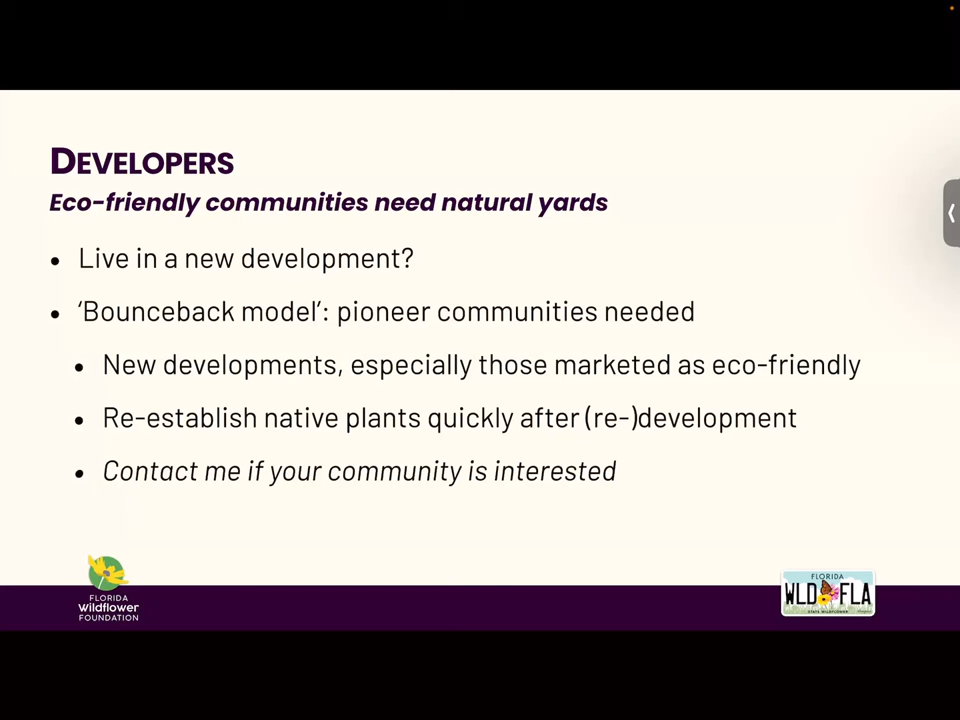 DEVELOPERS
Eco-friendly communities need natural yards
• Live in a new development?
• ‘Bounceback model’: pioneer communities needed
• New developments, especially those marketed as eco-friendly
• Re-establish native plants quickly after (re-)development
• Contact me if your community is interested
FLORIDA
Wildflower
FOUNDATION
FLORIDA
WLD FLA
STATE WILDFLOWER